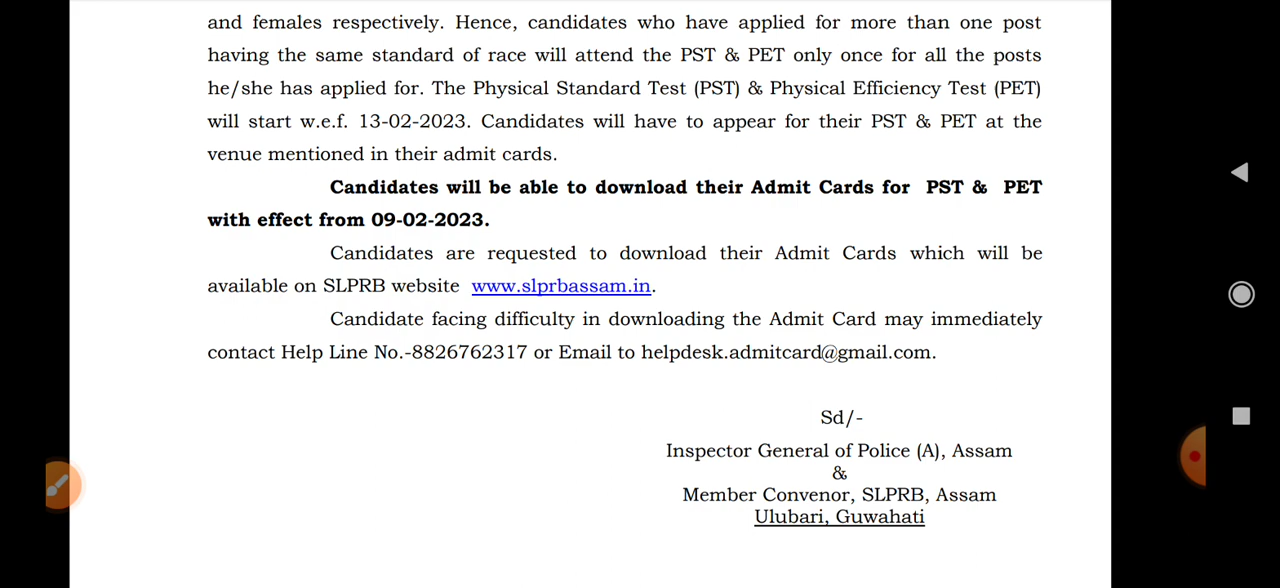 and females respectively. Hence, candidates who have applied for more than one post
having the same standard of race will attend the PST & PET only once for all the posts
he/she has applied for. The Physical Standard Test (PST) & Physical Efficiency Test (PET)
will start w.e.f. 13-02-2023. Candidates will have to appear for their PST & PET at the
venue mentioned in their admit cards.
Candidates will be able to download their Admit Cards for PST & PET
with effect from 09-02-2023.
Candidates are requested to download their Admit Cards which will be
available on SLPRB website www.slprbassam.in.
Candidate facing difficulty in downloading the Admit Card may immediately
contact Help Line No.-8826762317 or Email to helpdesk.admitcard@gmail.com.
Sd/-
Inspector General of Police (A), Assam
&
Member Convenor, SLPRB, Assam
Ulubari, Guwahati